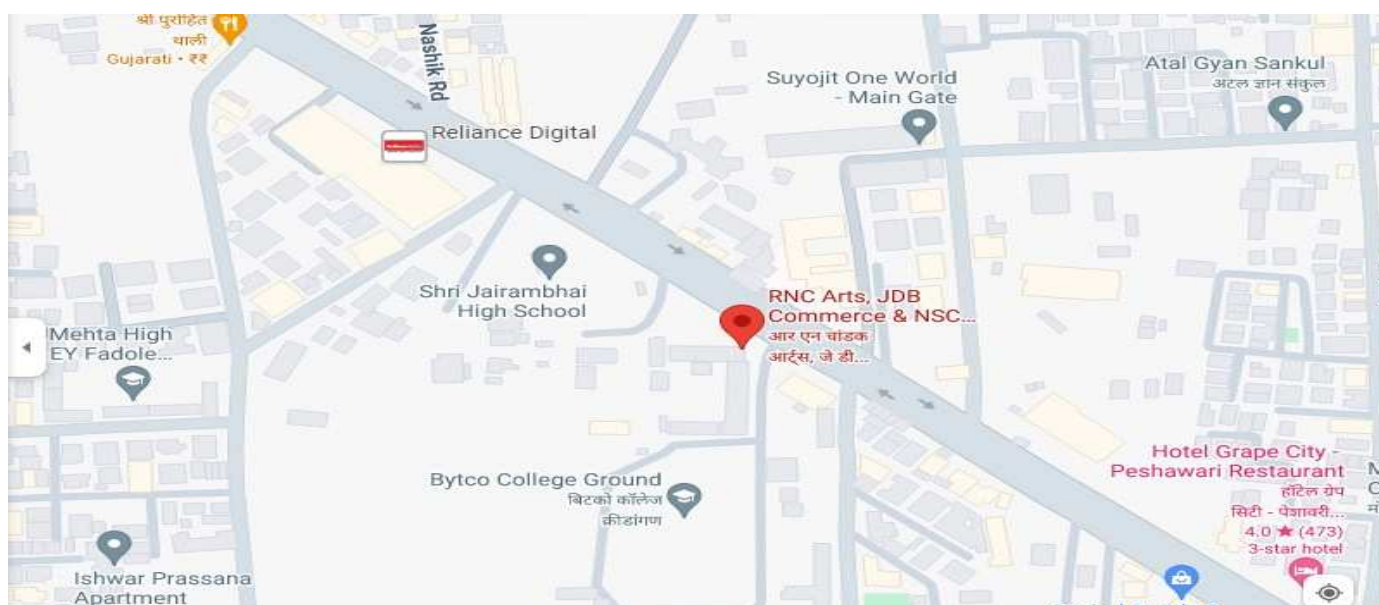 श्री पुरोहित
थाली
Gujarati • ₹₹
Nashik Rd
Reliance Digital
Suyojit One World
- Main Gate
Atal Gyan Sankul
अटल ज्ञान संकुल
Shri Jairambhai
High School
RNC Arts, JDB
Commerce & NSC...
आर एन चांडक
आर्ट्स, जे डी...
Mehta High
EY Fadole...
Bytco College Ground
बिटको कॉलेज
क्रीडांगण
Hotel Grape City -
Peshawari Restaurant
हॉटेल ग्रेप
सिटी - पेशावरी...
4.0 ★ (473)
3-star hotel
Ishwar Prassana
Apartment